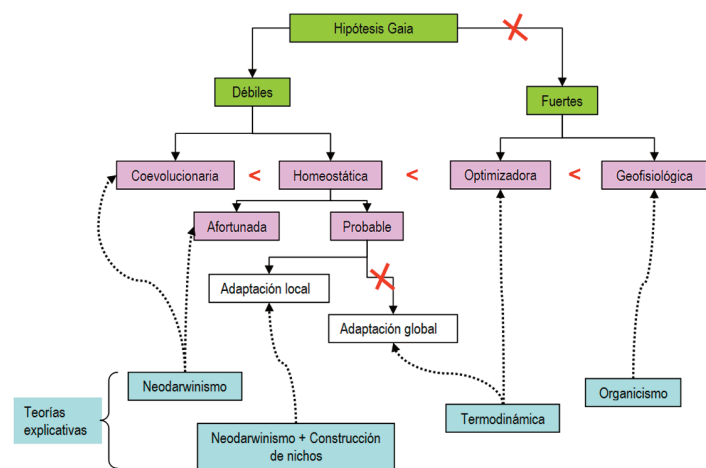 Hipótesis Gaia
Débiles
Fuertes
Coevolucionaria < Homeostática < Optimizadora < Geofisiológica
Afortunada
Probable
Adaptación local
Adaptación global
Neodarwinismo
Organicismo
Teorías
explicativas
Termodinámica
Neodarwinismo + Construcción
de nichos